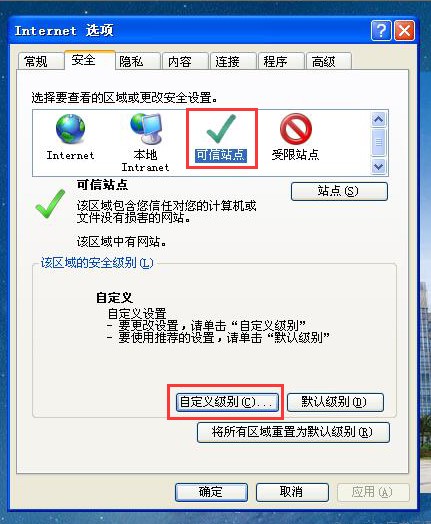 Internet 选项
常规
安全
隐私
内容
连接
程序
高级
选择要查看的区域或更改安全设置。
Internet
本地
Intranet
可信站点
受限站点
可信站点
站点(S)
该区域包含您信任对您的计算机或
文件没有损害的网站。
该区域中有网站。
该区域的安全级别(L)
自定义
自定义设置
- 要更改设置，请单击“自定义级别”
- 要使用推荐的设置，请单击“默认级别”
自定义级别(C)...
默认级别(D)
将所有区域重置为默认级别(R)
确定
取消
应用(A)